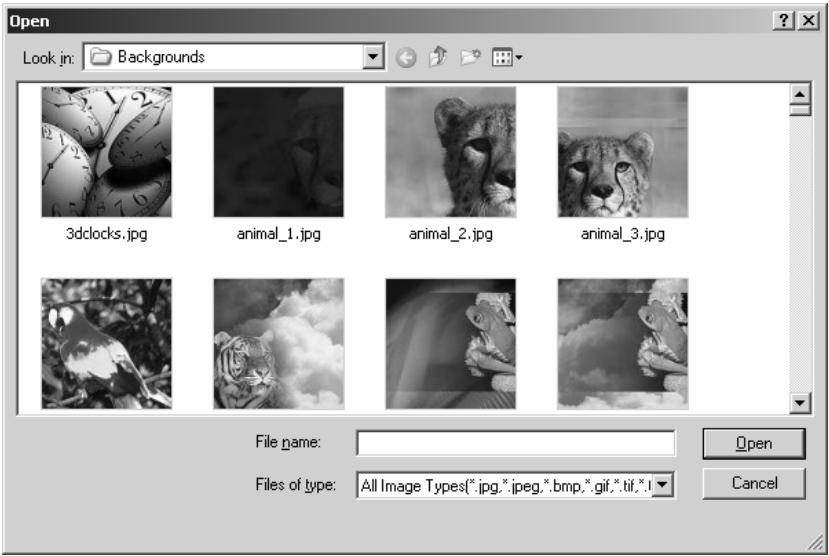 Open
Look in: Backgrounds
3dclocks.jpg animal_1.jpg animal_2.jpg animal_3.jpg
File name: Open
Files of type: All Image Types(*.jpg,*.jpeg,*.bmp,*.gif,*.tif,*. Cancel